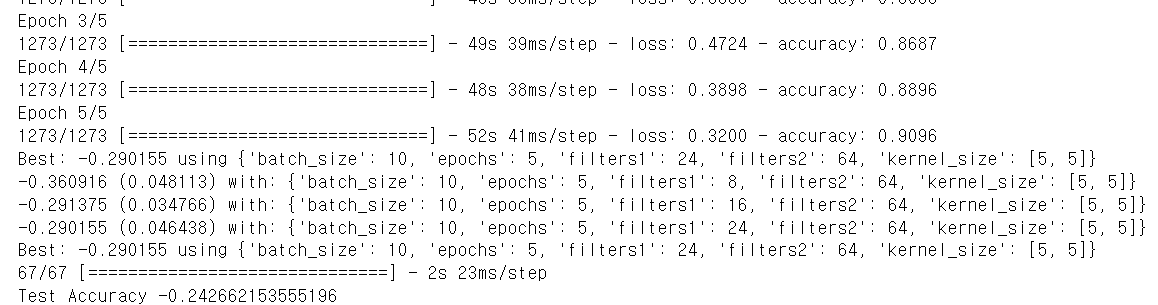 Epoch 3/5
1273/1273 [==============================] - 49s 39ms/step - loss: 0.4724 - accuracy: 0.8687
Epoch 4/5
1273/1273 [==============================] - 48s 38ms/step - loss: 0.3898 - accuracy: 0.8896
Epoch 5/5
1273/1273 [==============================] - 52s 41ms/step - loss: 0.3200 - accuracy: 0.9096
Best: -0.290155 using {'batch_size': 10, 'epochs': 5, 'filters1': 24, 'filters2': 64, 'kernel_size': [5, 5]}
-0.360916 (0.048113) with: {'batch_size': 10, 'epochs': 5, 'filters1': 8, 'filters2': 64, 'kernel_size': [5, 5]}
-0.291375 (0.034766) with: {'batch_size': 10, 'epochs': 5, 'filters1': 16, 'filters2': 64, 'kernel_size': [5, 5]}
-0.290155 (0.046438) with: {'batch_size': 10, 'epochs': 5, 'filters1': 24, 'filters2': 64, 'kernel_size': [5, 5]}
Best: -0.290155 using {'batch_size': 10, 'epochs': 5, 'filters1': 24, 'filters2': 64, 'kernel_size': [5, 5]}
67/67 [==============================] - 2s 23ms/step
Test Accuracy -0.242662153555196